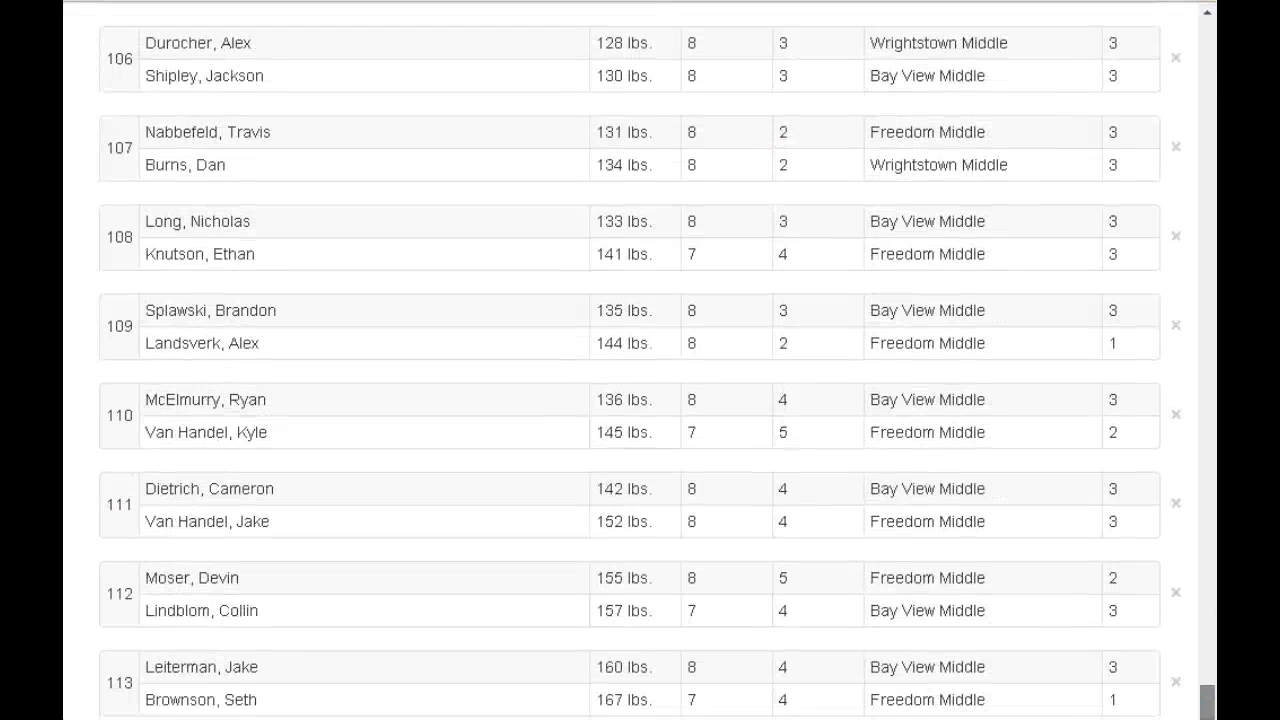 106
Durocher, Alex 128 lbs. 8 3 Wrightstown Middle 3
Shipley, Jackson 130 lbs. 8 3 Bay View Middle 3
107
Nabbefeld, Travis 131 lbs. 8 2 Freedom Middle 3
Burns, Dan 134 lbs. 8 2 Wrightstown Middle 3
108
Long, Nicholas 133 lbs. 8 3 Bay View Middle 3
Knutson, Ethan 141 lbs. 7 4 Freedom Middle 3
109
Splawski, Brandon 135 lbs. 8 3 Bay View Middle 3
Landsverk, Alex 144 lbs. 8 2 Freedom Middle 1
110
McElmurry, Ryan 136 lbs. 8 4 Bay View Middle 3
Van Handel, Kyle 145 lbs. 7 5 Freedom Middle 2
111
Dietrich, Cameron 142 lbs. 8 4 Bay View Middle 3
Van Handel, Jake 152 lbs. 8 4 Freedom Middle 3
112
Moser, Devin 155 lbs. 8 5 Freedom Middle 2
Lindblom, Collin 157 lbs. 7 4 Bay View Middle 3
113
Leiterman, Jake 160 lbs. 8 4 Bay View Middle 3
Brownson, Seth 167 lbs. 7 4 Freedom Middle 1